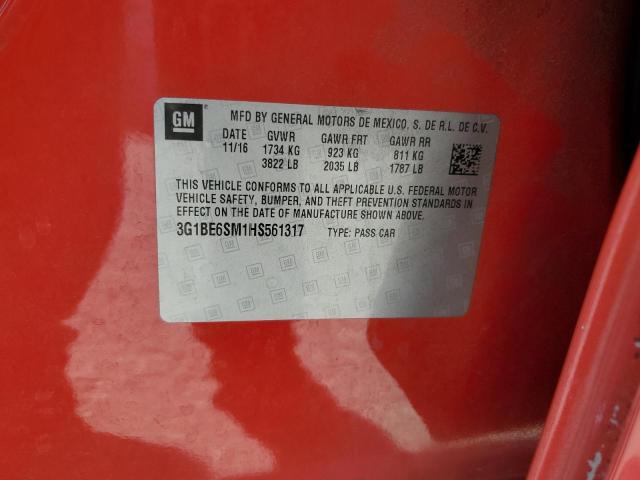 GM
MFD BY GENERAL MOTORS DE MEXICO, S. DE R.L. DE C.V.
DATE GVWR GAWR FRT GAWR RR
11/16 1734 KG 923 KG 811 KG
3822 LB 2035 LB 1787 LB
THIS VEHICLE CONFORMS TO ALL APPLICABLE U.S. FEDERAL MOTOR
VEHICLE SAFETY, BUMPER, AND THEFT PREVENTION STANDARDS IN
EFFECT ON THE DATE OF MANUFACTURE SHOWN ABOVE.
3G1BE6SM1HS561317 TYPE: PASS CAR